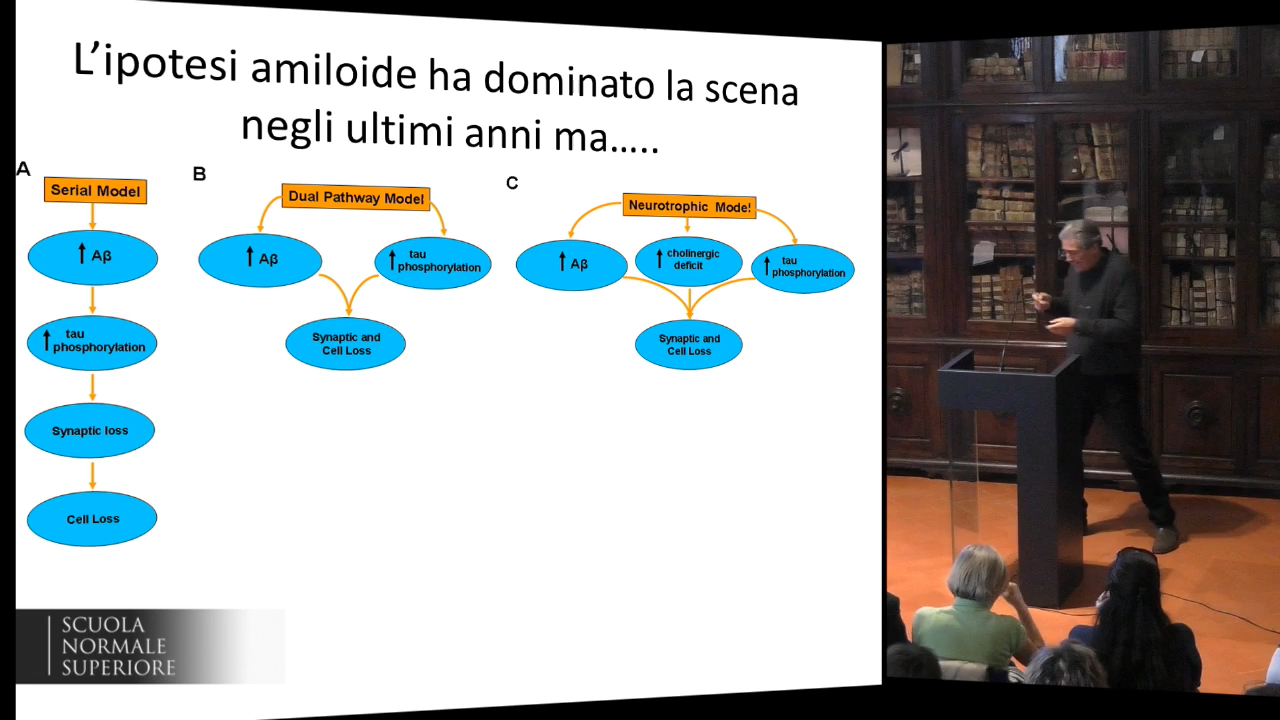 L'ipotesi amiloide ha dominato la scena
negli ultimi anni ma.....
A
Serial Model
↑ Aβ
↑ tau
phosphorylation
Synaptic loss
Cell Loss
B
Dual Pathway Model
↑ Aβ
↑ tau
phosphorylation
Synaptic and
Cell Loss
C
Neurotrophic Model
↑ Aβ
↑ cholinergic
deficit
↑ tau
phosphorylation
Synaptic and
Cell Loss
SCUOLA
NORMALE
SUPERIORE